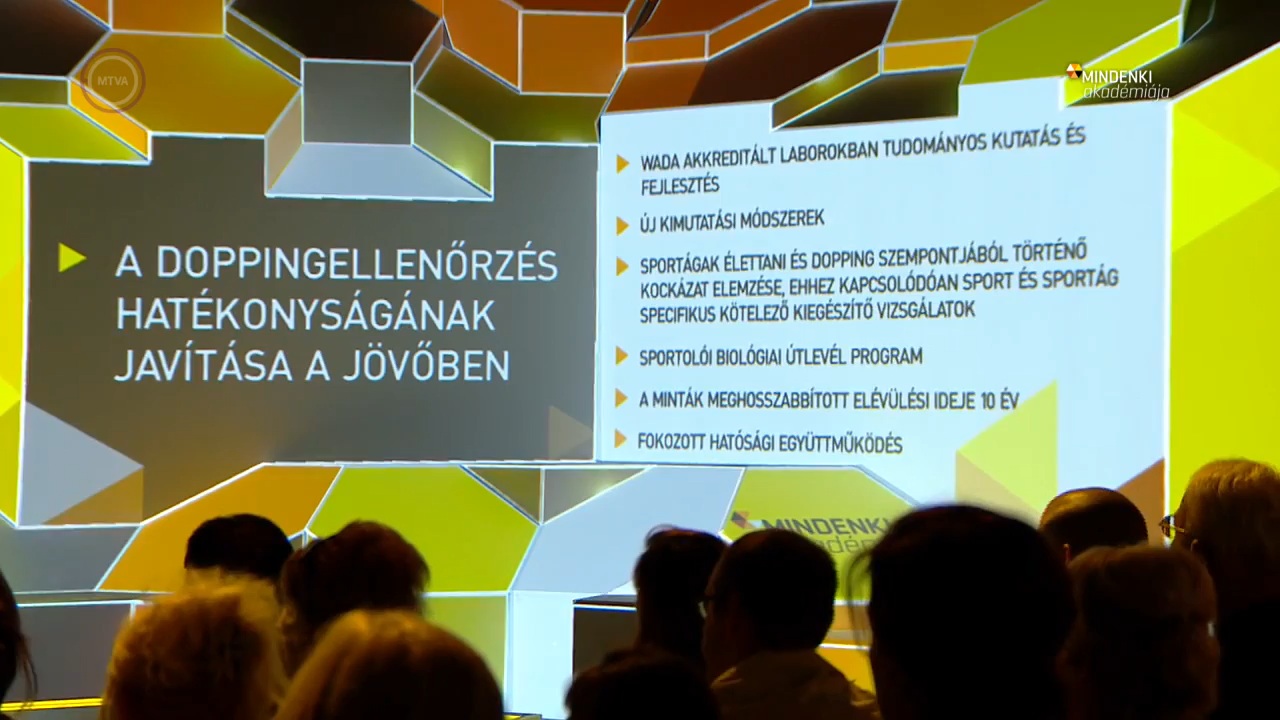 MTVA
MINDENKI
akadémiája
A DOPPINGELLENŐRZÉS
HATÉKONYSÁGÁNAK
JAVÍTÁSA A JÖVŐBEN
WADA AKKREDITÁLT LABOROKBAN TUDOMÁNYOS KUTATÁS ÉS
FEJLESZTÉS
ÚJ KIMUTATÁSI MÓDSZEREK
SPORTÁGAK ÉLETTANI ÉS DOPPING SZEMPONTJÁBÓL TÖRTÉNŐ
KOCKÁZAT ELEMZÉSE, EHHEZ KAPCSOLÓDÓAN SPORT ÉS SPORTÁG
SPECIFIKUS KÖTELEZŐ KIEGÉSZÍTŐ VIZSGÁLATOK
SPORTOLÓI BIOLÓGIAI ÚTLEVÉL PROGRAM
A MINTÁK MEGHOSSZABBÍTOTT ELÉVÜLÉSI IDEJE 10 ÉV
FOKOZOTT HATÓSÁGI EGYÜTTMŰKÖDÉS
MINDENKI